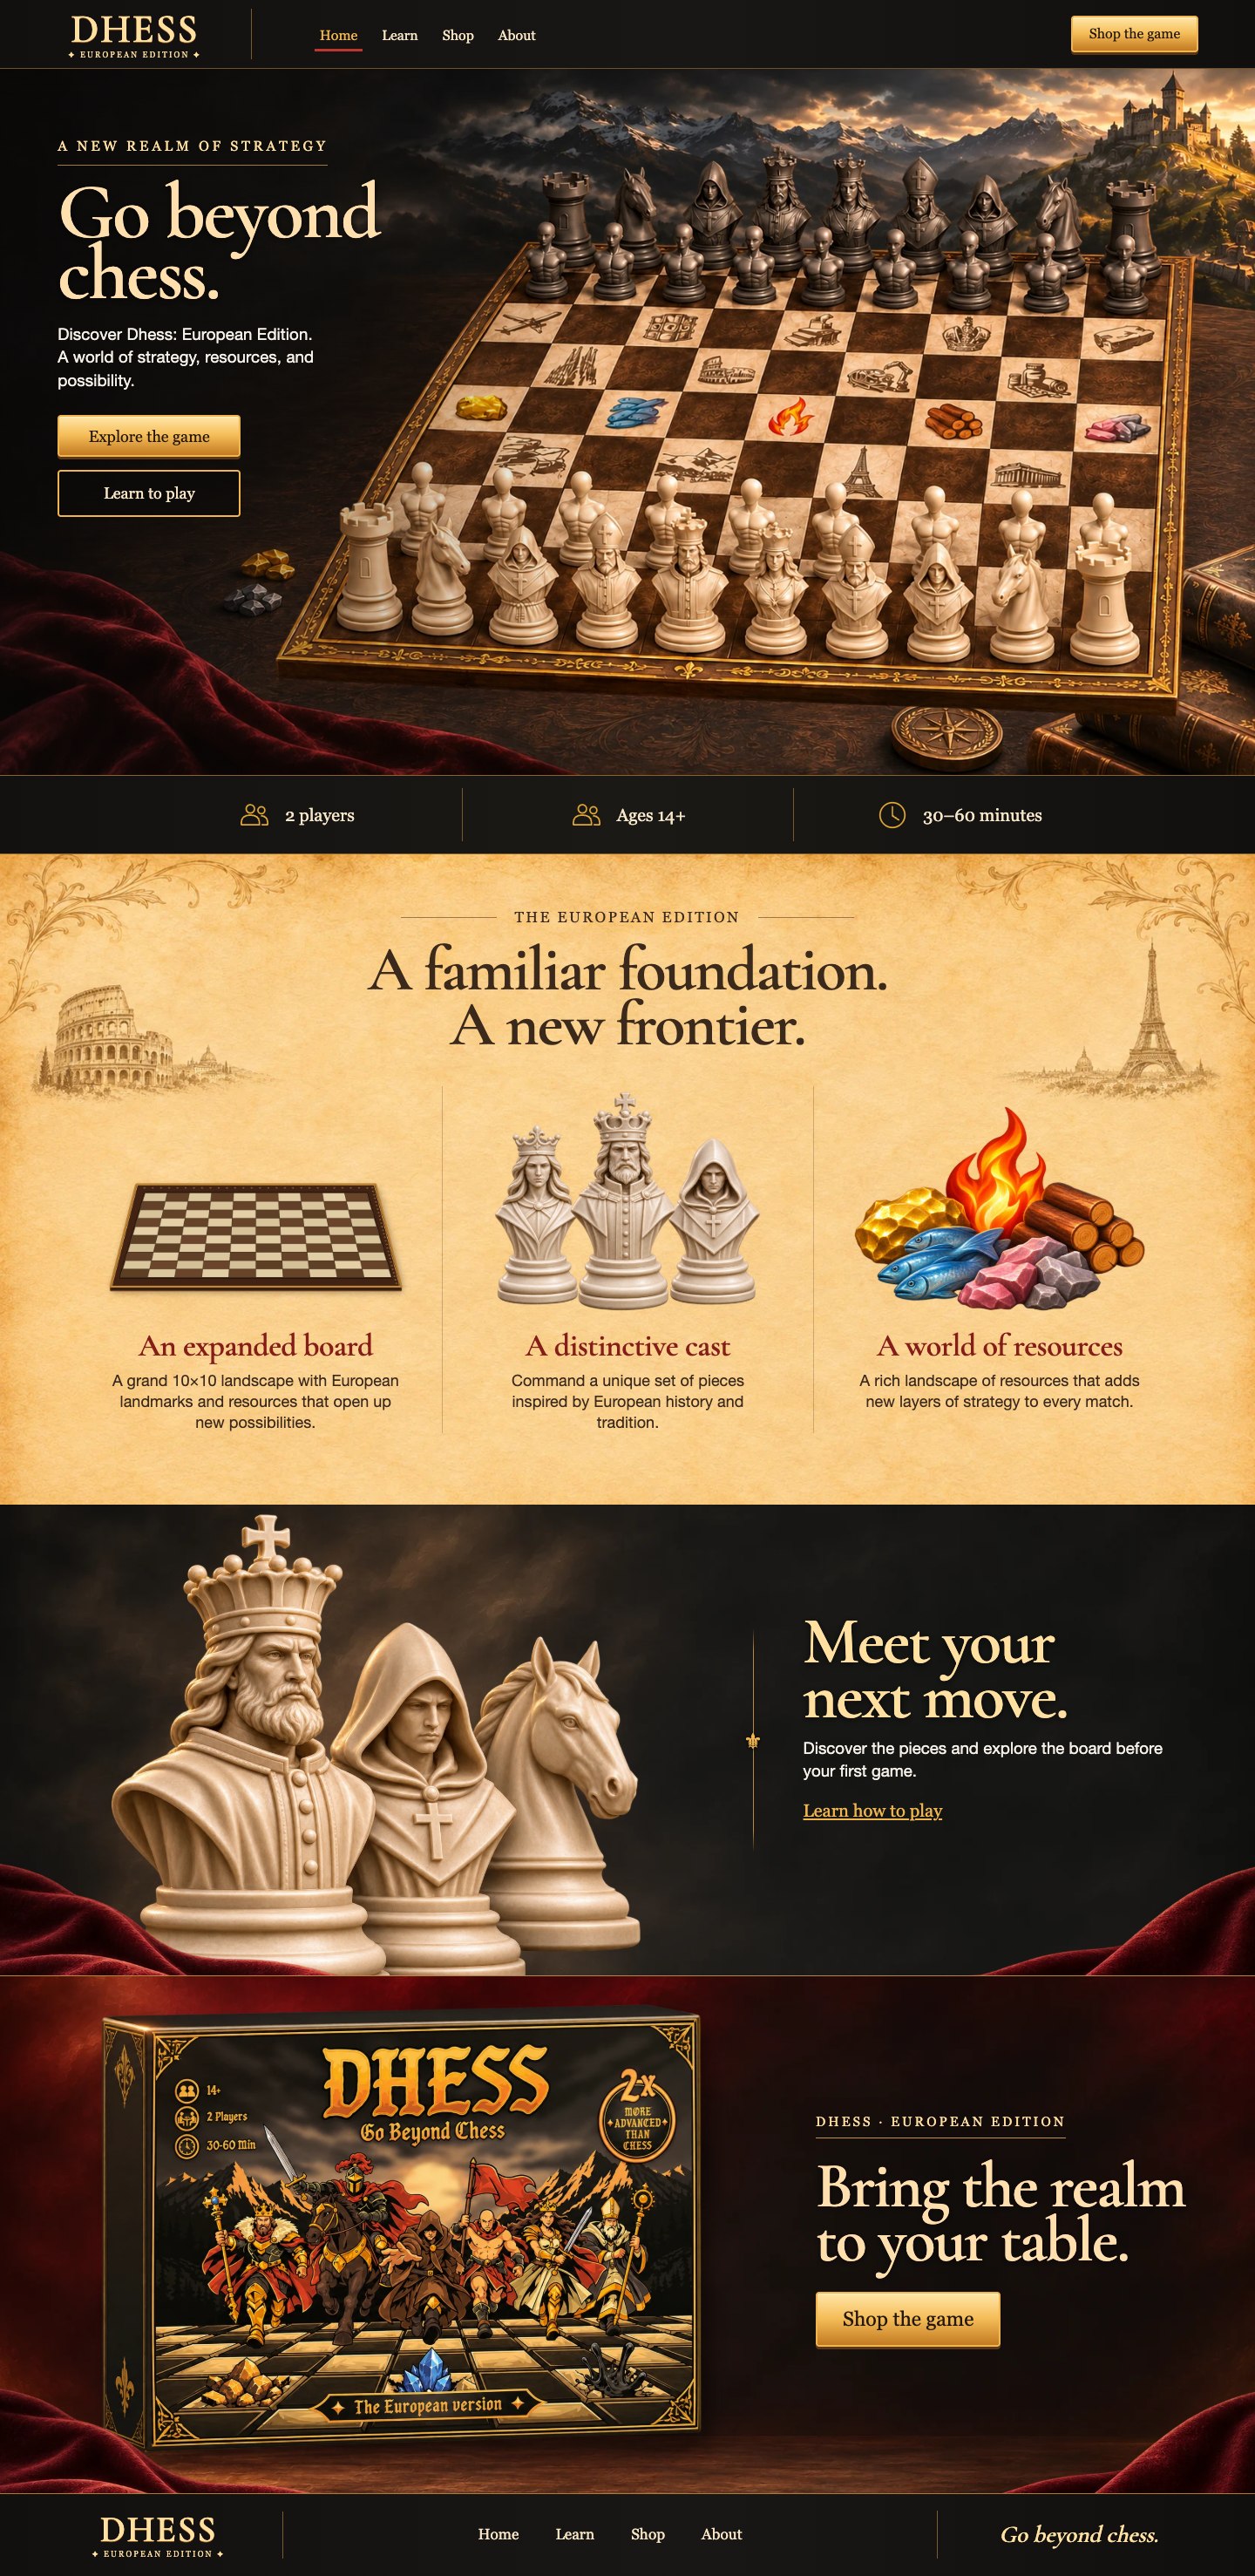 DHESS
✦ EUROPEAN EDITION ✦
Home
Learn
Shop
About
Shop the game
A NEW REALM OF STRATEGY
Go beyond
chess.
Discover Dhess: European Edition.
A world of strategy, resources, and
possibility.
Explore the game
Learn to play
2 players
Ages 14+
30–60 minutes
THE EUROPEAN EDITION
A familiar foundation.
A new frontier.
An expanded board
A grand 10×10 landscape with European
landmarks and resources that open up
new possibilities.
A distinctive cast
Command a unique set of pieces
inspired by European history and
tradition.
A world of resources
A rich landscape of resources that adds
new layers of strategy to every match.
Meet your
next move.
Discover the pieces and explore the board before
your first game.
Learn how to play
DHESS
Go Beyond Chess
14+
2 Players
30-60 Min
2x
MORE
ADVANCED
THAN
CHESS
The European version
DHESS · EUROPEAN EDITION
Bring the realm
to your table.
Shop the game
DHESS
✦ EUROPEAN EDITION ✦
Home
Learn
Shop
About
Go beyond chess.